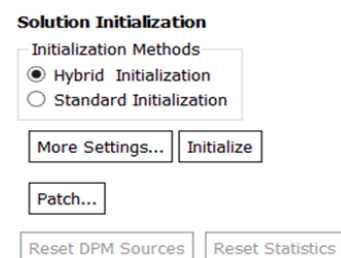 Solution Initialization
Initialization Methods
Hybrid Initialization
Standard Initialization
More Settings... Initialize
Patch...
Reset DPM Sources Reset Statistics